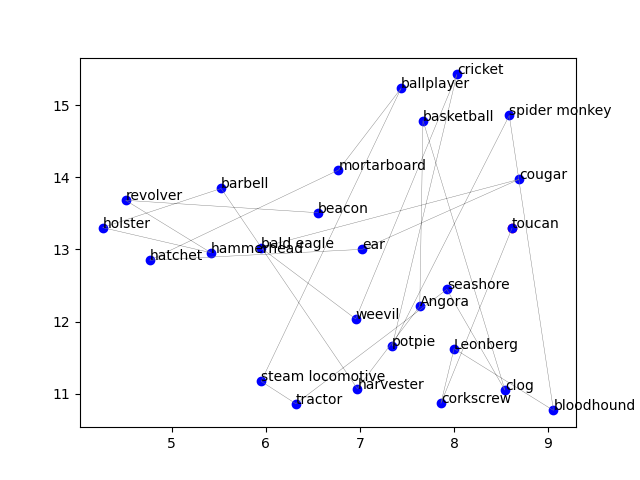 cricket
ballplayer
basketball
spider monkey
mortarboard
cougar
barbell
revolver
beacon
holster
toucan
bald eagle
ear
hammerhead
hatchet
seashore
Angora
weevil
potpie
Leonberg
steam locomotive
harvester
clog
tractor
corkscrew
bloodhound
15
14
13
12
11
5 6 7 8 9